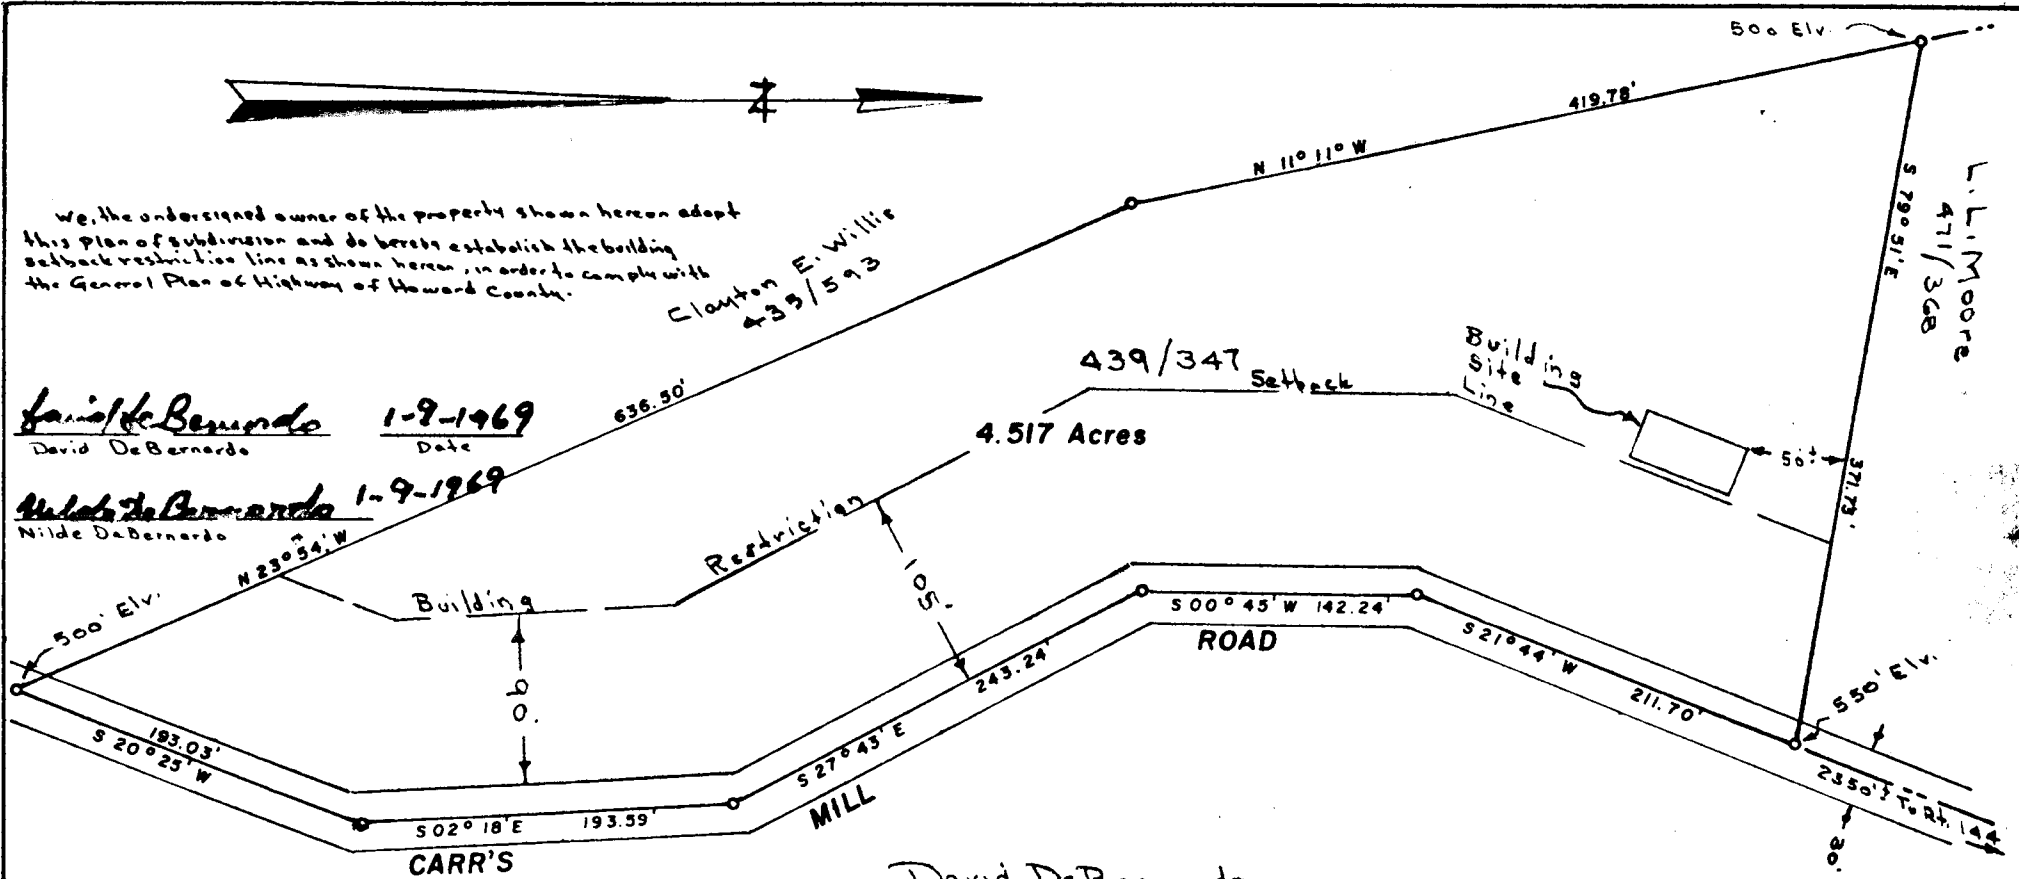 500 Elv.
419.78'
N 11° 11° W
S 79° 51' E
371.73'
L. L. Moore
471/368
We, the undersigned owner of the property shown hereon adopt
this plan of subdivision and do hereby establish the building
setback restriction line as shown hereon, in order to comply with
the General Plan of Highway of Howard County.
Clayton E. Willis
435/593
636.50'
N 23° 54' W
1-9-1969
David DeBernardo
Date
1-9-1969
Nilde DeBernardo
439/347
4.517 Acres
Building
Restriction
Setback
Line
Building
Site
50'±
105'
90'
500' Elv.
550' Elv.
193.03'
S 20° 25' W
S 02° 18' E 193.59'
S 27° 43' E
243.24'
S 00° 45' W 142.24'
S 21° 44' W
211.70'
2350'± To Rt. 144
30'
CARR'S
MILL
ROAD